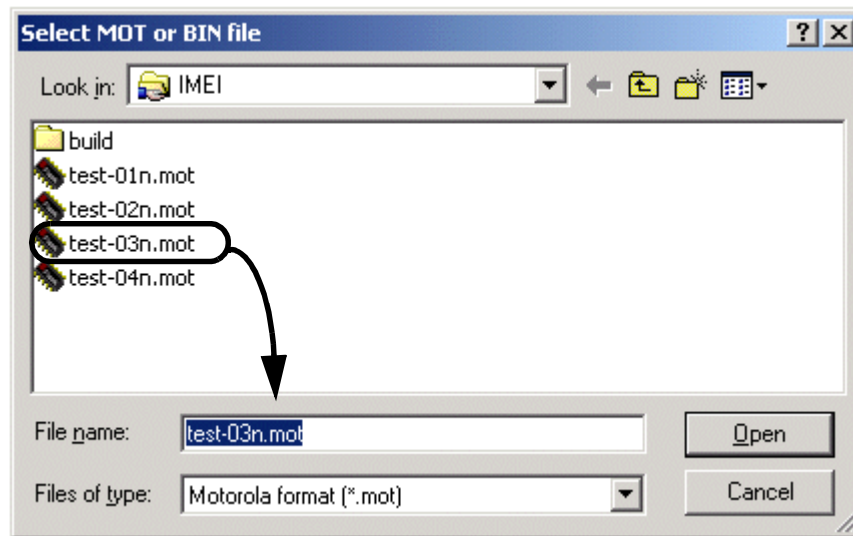 Select MOT or BIN file
Look in: IMEI
build
test-01n.mot
test-02n.mot
test-03n.mot
test-04n.mot
File name: test-03n.mot Open
Files of type: Motorola format (*.mot) Cancel